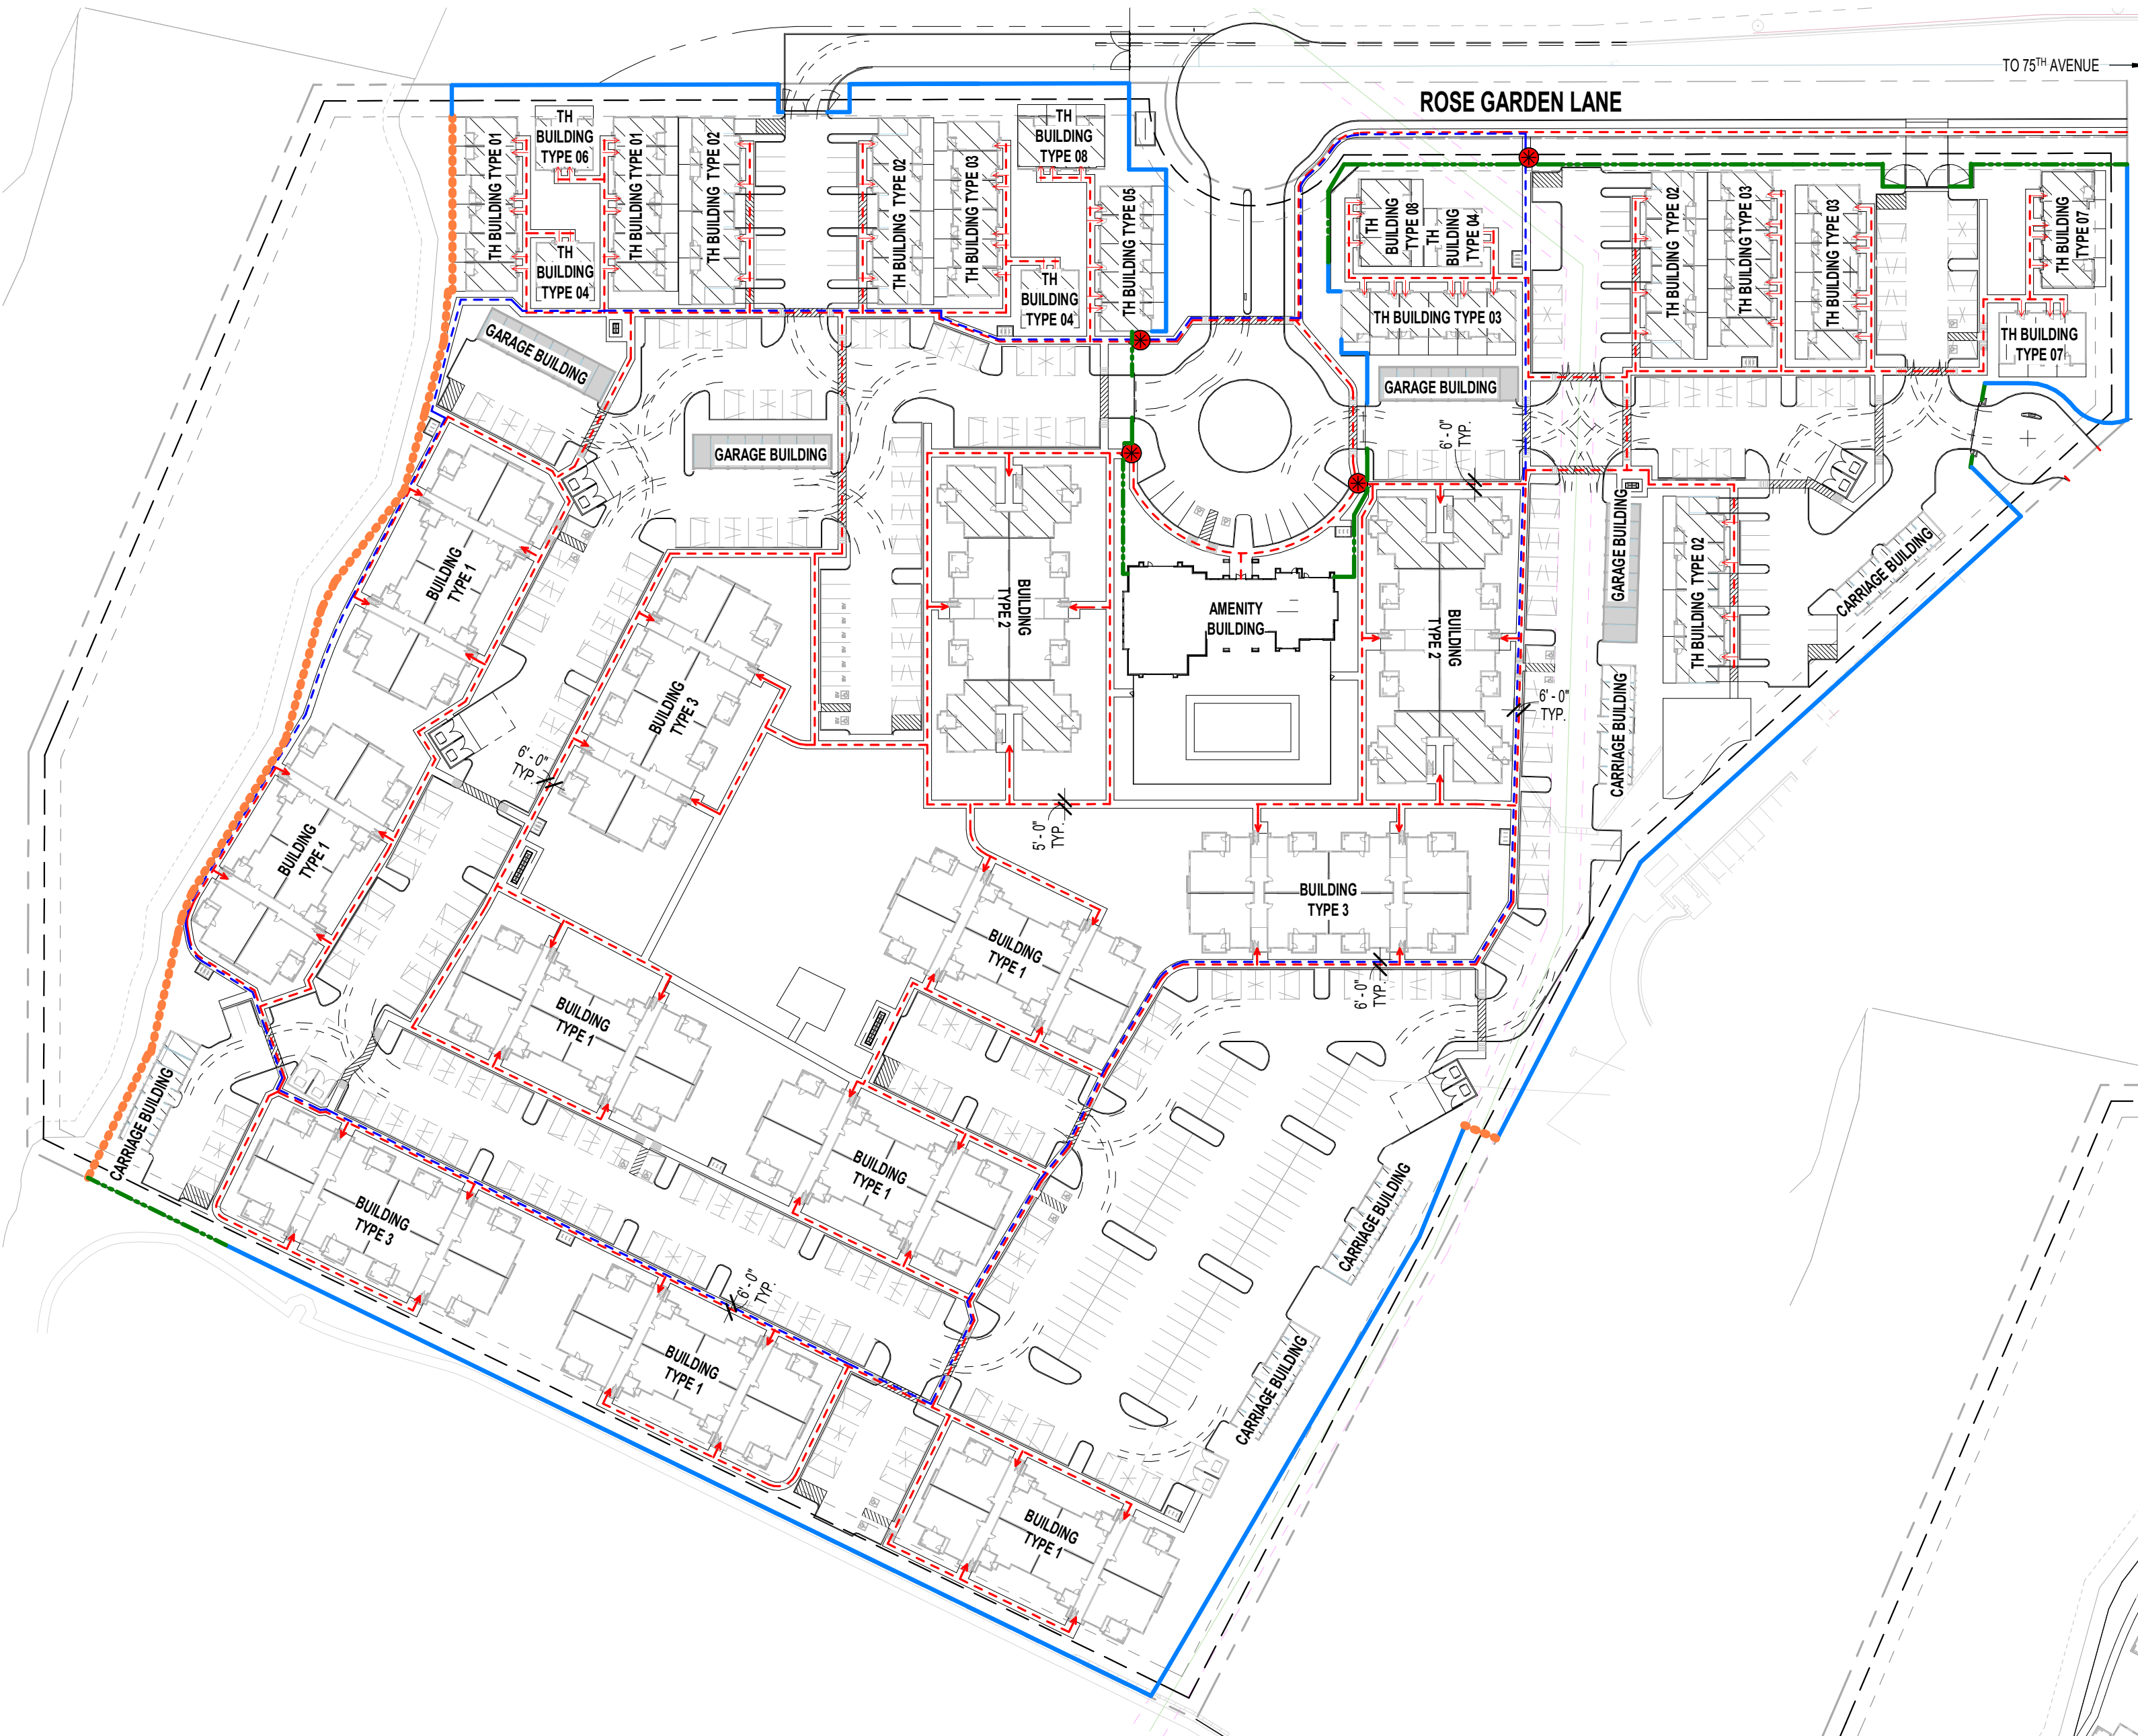 TO 75TH AVENUE
ROSE GARDEN LANE
TH
BUILDING
TYPE 06
TH BUILDING TYPE 01
TH
BUILDING
TYPE 04
TH BUILDING TYPE 01
TH BUILDING TYPE 02
TH BUILDING TYPE 02
TH BUILDING TYPE 03
TH
BUILDING
TYPE 08
TH
BUILDING
TYPE 04
TH BUILDING TYPE 05
TH
BUILDING
TYPE 08
TH
BUILDING
TYPE 04
TH BUILDING TYPE 03
TH BUILDING TYPE 02
TH BUILDING TYPE 03
TH BUILDING TYPE 03
TH BUILDING
TYPE 07
TH BUILDING
TYPE 07
GARAGE BUILDING
GARAGE BUILDING
GARAGE BUILDING
6' - 0"
TYP.
GARAGE BUILDING
TH BUILDING TYPE 02
CARRIAGE BUILDING
BUILDING
TYPE 1
BUILDING
TYPE 3
BUILDING
TYPE 2
AMENITY
BUILDING
BUILDING
TYPE 2
6' - 0"
TYP.
CARRIAGE BUILDING
6' - 0"
TYP.
5' - 0"
TYP.
BUILDING
TYPE 1
BUILDING
TYPE 3
BUILDING
TYPE 1
6' - 0"
TYP.
BUILDING
TYPE 1
CARRIAGE BUILDING
BUILDING
TYPE 1
BUILDING
TYPE 3
CARRIAGE BUILDING
6' - 0"
TYP.
BUILDING
TYPE 1
CARRIAGE BUILDING
BUILDING
TYPE 1